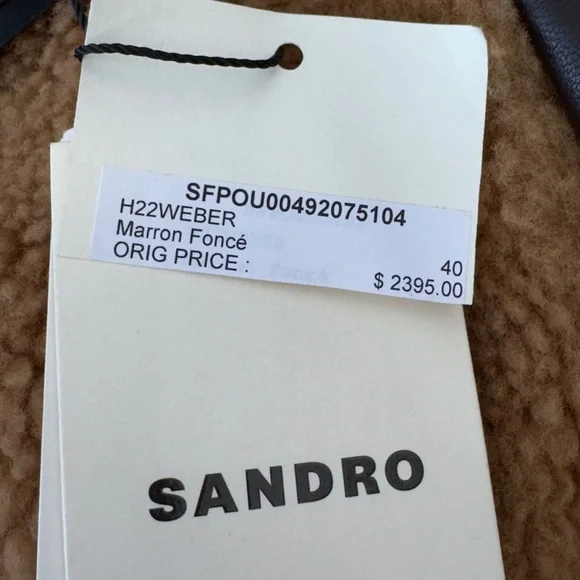 SFPOU00492075104
H22WEBER
Marron Foncé 40
ORIG PRICE : $ 2395.00
SANDRO